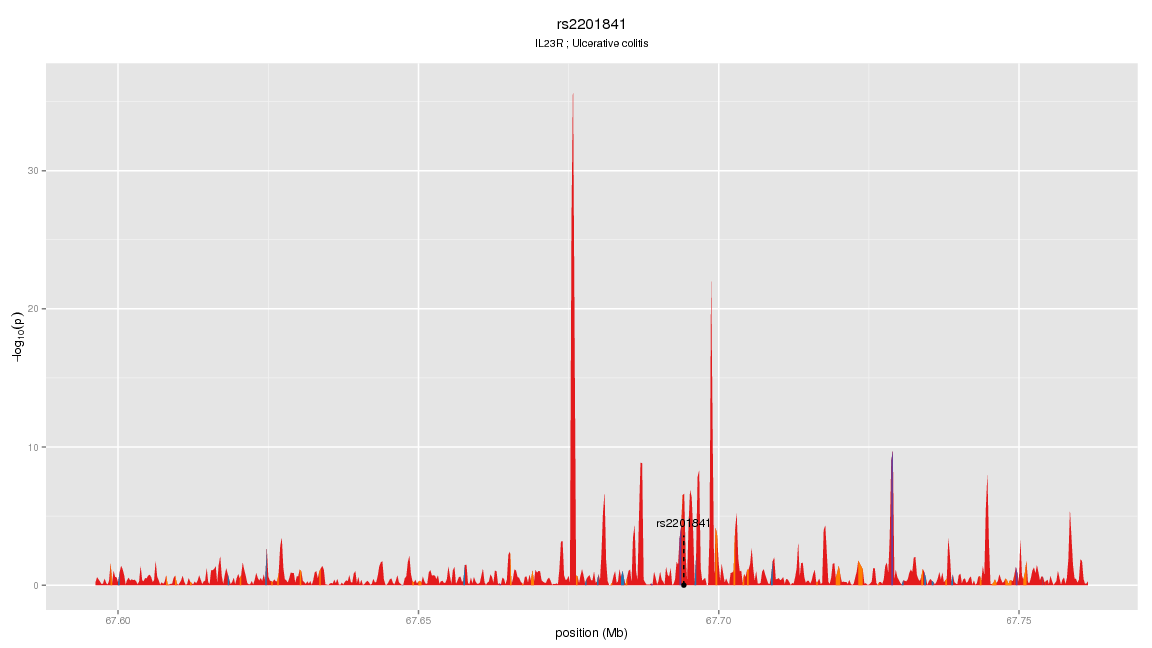 rs2201841
IL23R ; Ulcerative colitis
30
20
10
0
−log10(p)
rs2201841
67.60
67.65
67.70
67.75
position (Mb)